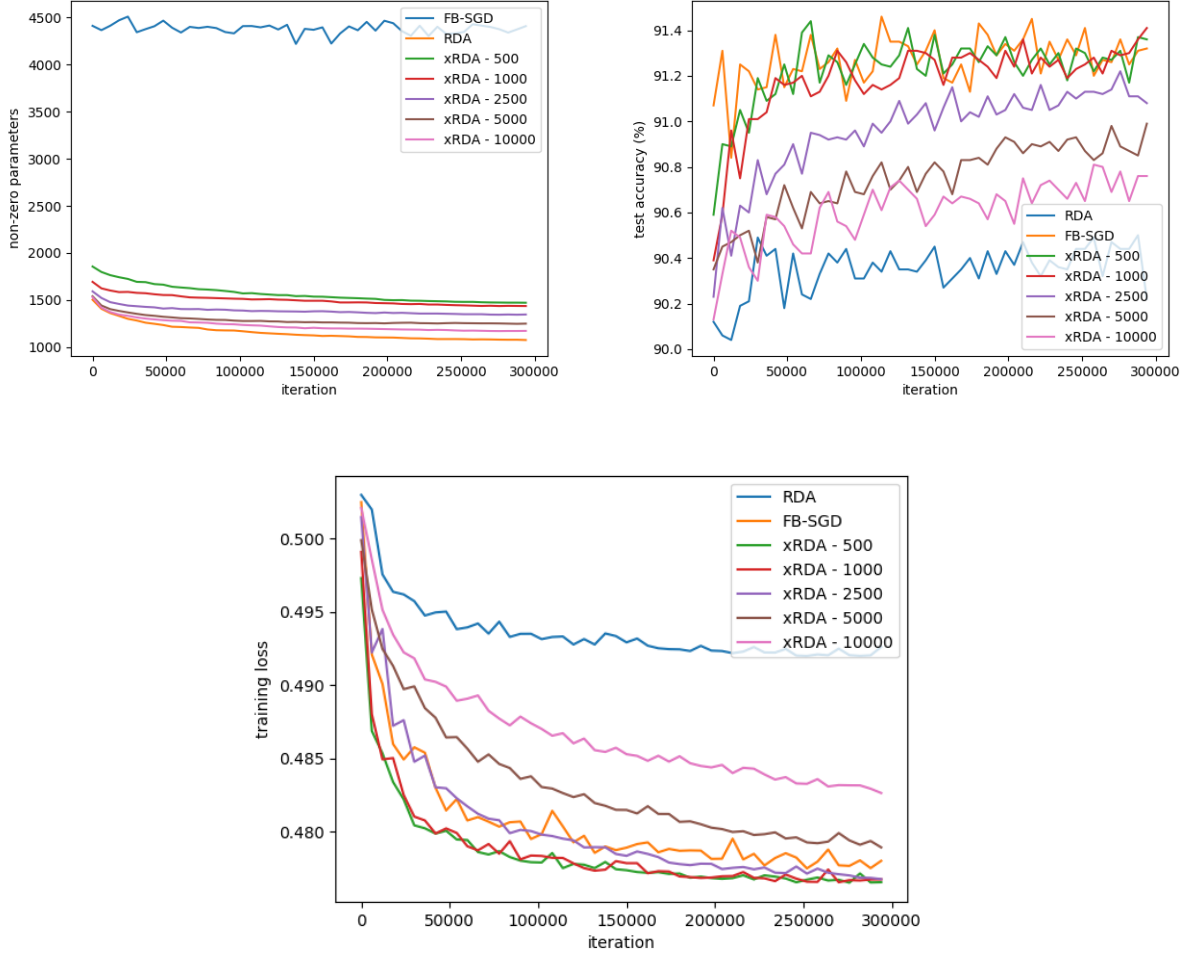 non-zero parameters
4500
4000
3500
3000
2500
2000
1500
1000
0
50000
100000
150000
200000
250000
300000
iteration
FB-SGD
RDA
xRDA - 500
xRDA - 1000
xRDA - 2500
xRDA - 5000
xRDA - 10000
test accuracy (%)
91.4
91.2
91.0
90.8
90.6
90.4
90.2
90.0
0
50000
100000
150000
200000
250000
300000
iteration
RDA
FB-SGD
xRDA - 500
xRDA - 1000
xRDA - 2500
xRDA - 5000
xRDA - 10000
training loss
0.500
0.495
0.490
0.485
0.480
0
50000
100000
150000
200000
250000
300000
iteration
RDA
FB-SGD
xRDA - 500
xRDA - 1000
xRDA - 2500
xRDA - 5000
xRDA - 10000